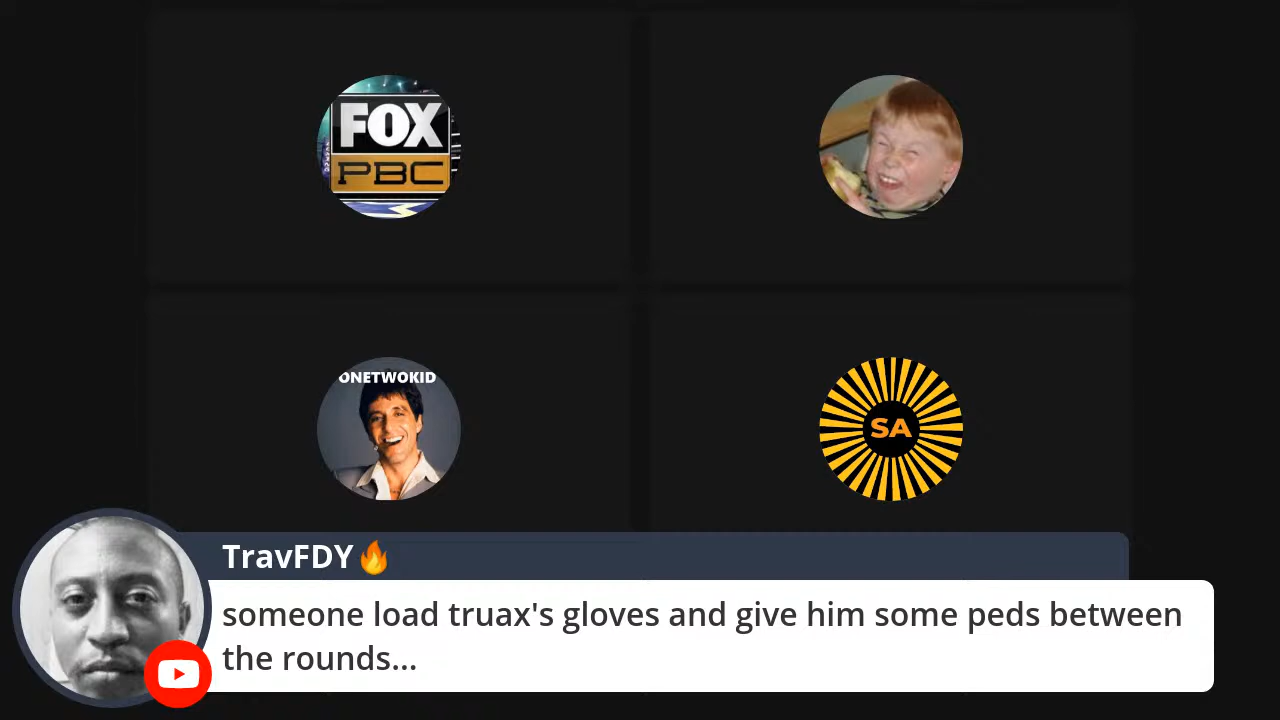 FOX
PBC
ONETWOKID
SA
TravFDY🔥
someone load truax's gloves and give him some peds between
the rounds...